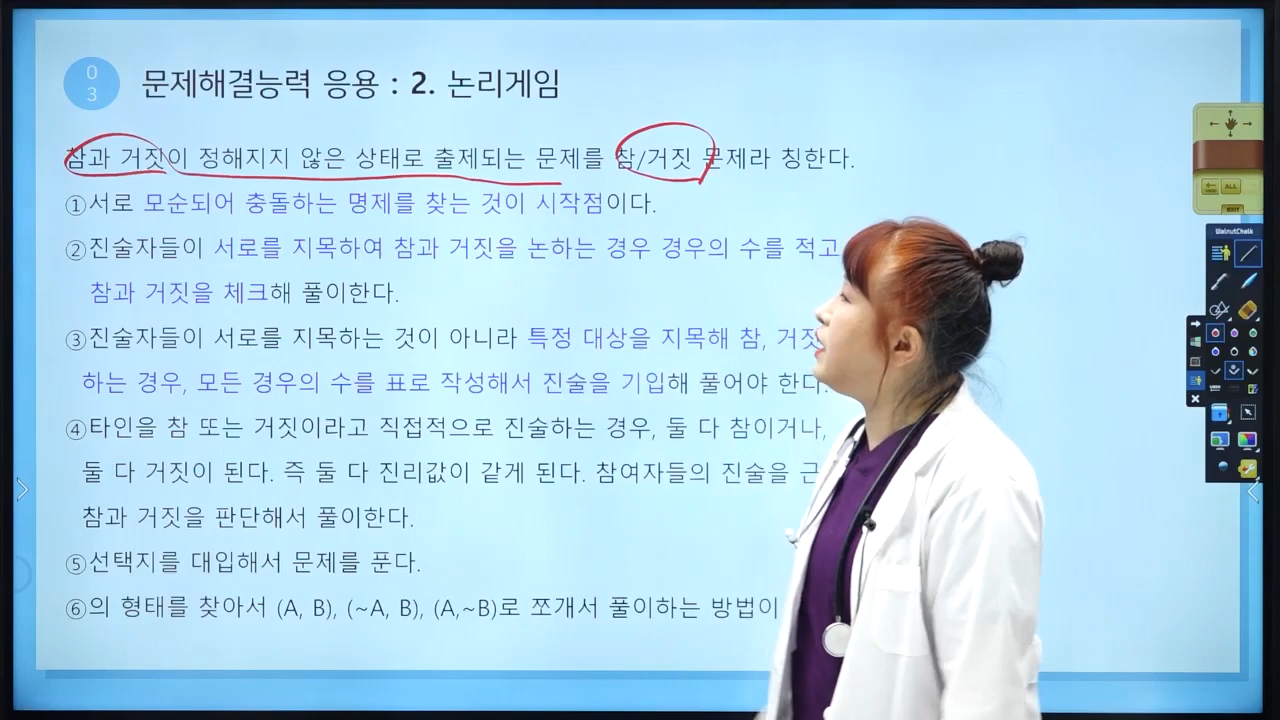 0
3
문제해결능력 응용 : 2. 논리게임
참과 거짓이 정해지지 않은 상태로 출제되는 문제를 참/거짓 문제라 칭한다.
①서로 모순되어 충돌하는 명제를 찾는 것이 시작점이다.
②진술자들이 서로를 지목하여 참과 거짓을 논하는 경우 경우의 수를 적고
참과 거짓을 체크해 풀이한다.
③진술자들이 서로를 지목하는 것이 아니라 특정 대상을 지목해 참, 거짓
하는 경우, 모든 경우의 수를 표로 작성해서 진술을 기입해 풀어야 한다.
④타인을 참 또는 거짓이라고 직접적으로 진술하는 경우, 둘 다 참이거나,
둘 다 거짓이 된다. 즉 둘 다 진리값이 같게 된다. 참여자들의 진술을 근
참과 거짓을 판단해서 풀이한다.
⑤선택지를 대입해서 문제를 푼다.
⑥의 형태를 찾아서 (A, B), (~A, B), (A,~B)로 쪼개서 풀이하는 방법이
ALL
EXIT
WalnutChalk